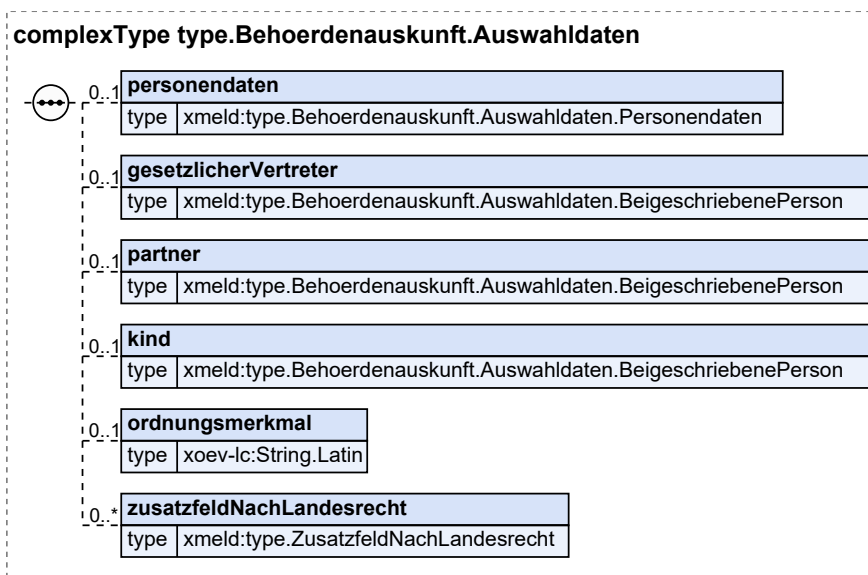 complexType type.Behoerdenauskunft.Auswahldaten
0..1 personendaten
type xmeld:type.Behoerdenauskunft.Auswahldaten.Personendaten
0..1 gesetzlicherVertreter
type xmeld:type.Behoerdenauskunft.Auswahldaten.BeigeschriebenePerson
0..1 partner
type xmeld:type.Behoerdenauskunft.Auswahldaten.BeigeschriebenePerson
0..1 kind
type xmeld:type.Behoerdenauskunft.Auswahldaten.BeigeschriebenePerson
0..1 ordnungsmerkmal
type xoev-lc:String.Latin
0..* zusatzfeldNachLandesrecht
type xmeld:type.ZusatzfeldNachLandesrecht